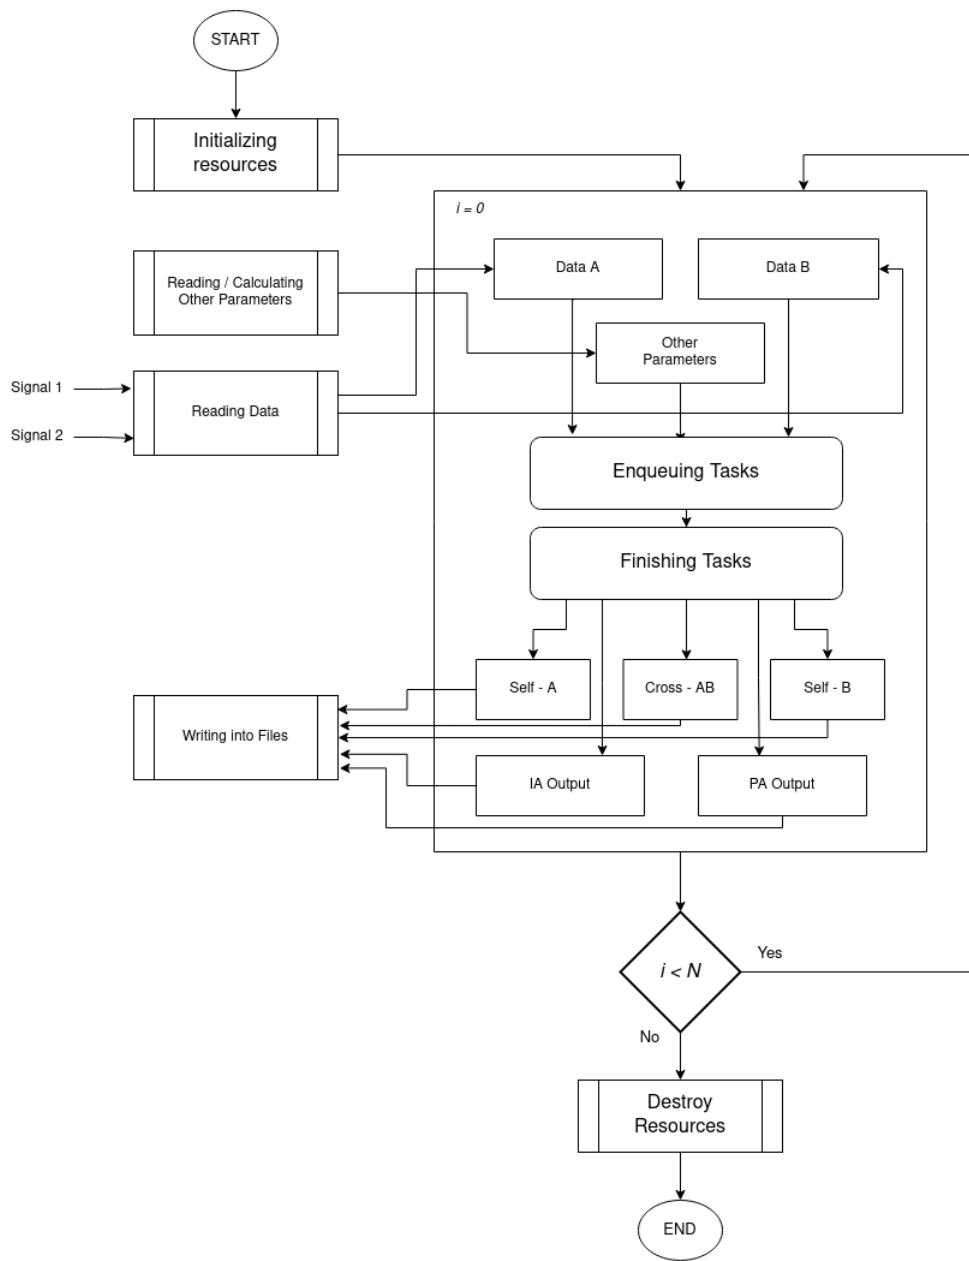 START
Initializing
resources
i = 0
Reading / Calculating
Other Parameters
Data A
Data B
Other
Parameters
Signal 1
Reading Data
Signal 2
Enqueuing Tasks
Finishing Tasks
Self - A
Cross - AB
Self - B
Writing into Files
IA Output
PA Output
i < N
Yes
No
Destroy
Resources
END